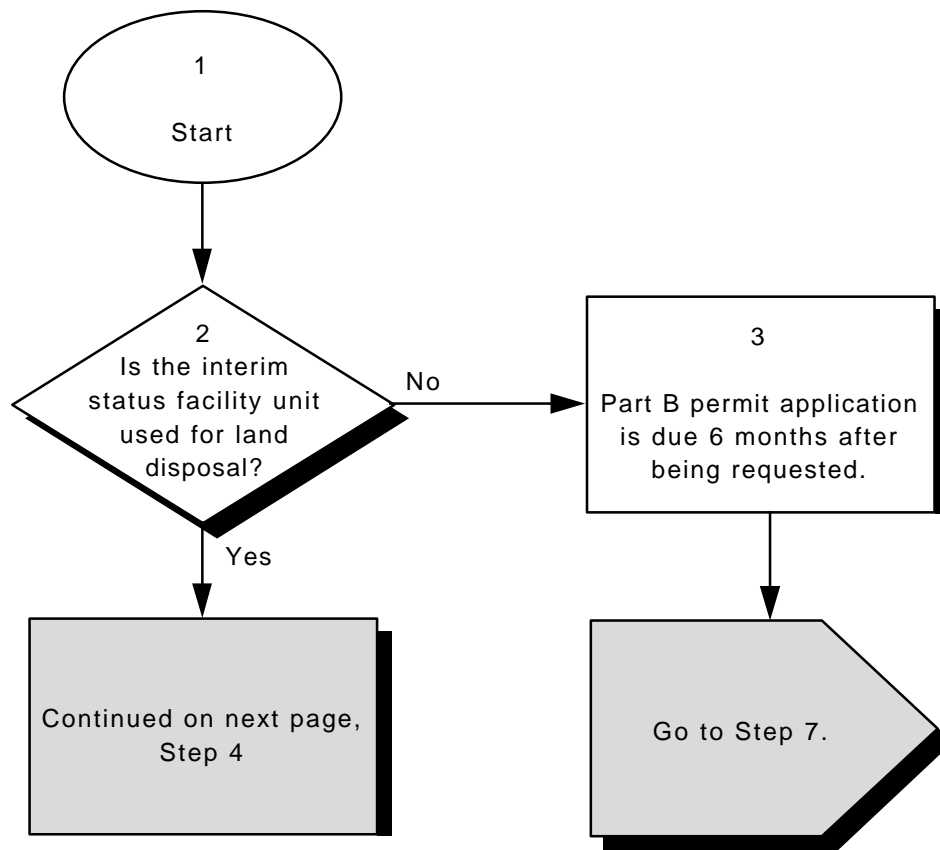 1
Start
2
Is the interim
status facility unit
used for land
disposal?
No
3
Part B permit application
is due 6 months after
being requested.
Yes
Continued on next page,
Step 4
Go to Step 7.